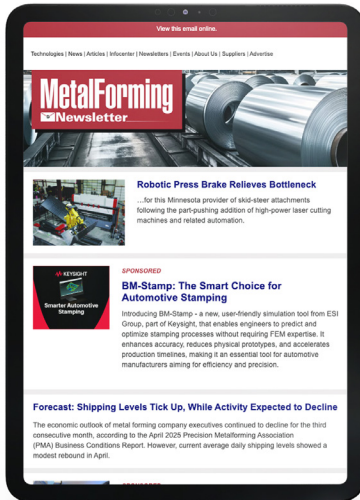 View this email online.
Technologies | News | Articles | Infocenter | Newsletters | Events | About Us | Suppliers | Advertise
MetalForming
Newsletter
Robotic Press Brake Relieves Bottleneck
…for this Minnesota provider of skid-steer attachments
following the part-pushing addition of high-power laser cutting
machines and related automation.
KEYSIGHT
Smarter Automotive
Stamping
SPONSORED
BM-Stamp: The Smart Choice for
Automotive Stamping
Introducing BM-Stamp - a new, user-friendly simulation tool from ESI
Group, part of Keysight, that enables engineers to predict and
optimize stamping processes without requiring FEM expertise. It
enhances accuracy, reduces physical prototypes, and accelerates
production timelines, making it an essential tool for automotive
manufacturers aiming for efficiency and precision.
Forecast: Shipping Levels Tick Up, While Activity Expected to Decline
The economic outlook of metal forming company executives continued to decline for the third
consecutive month, according to the April 2025 Precision Metalforming Association
(PMA) Business Conditions Report. However, current average daily shipping levels showed a
modest rebound in April.